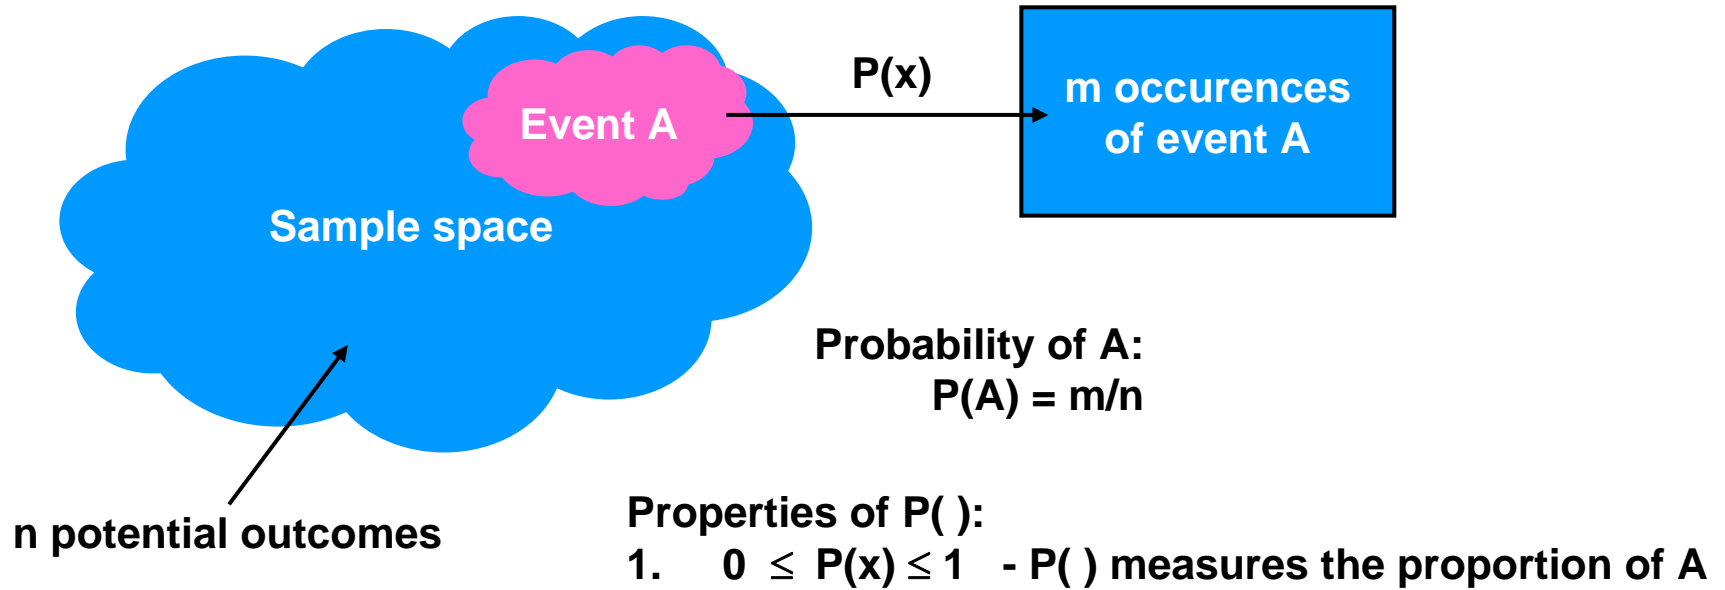 P(x)
m occurences
of event A
Event A
Sample space
Probability of A:
P(A) = m/n
n potential outcomes
Properties of P( ):
1. 0 ≤ P(x) ≤ 1 - P( ) measures the proportion of A